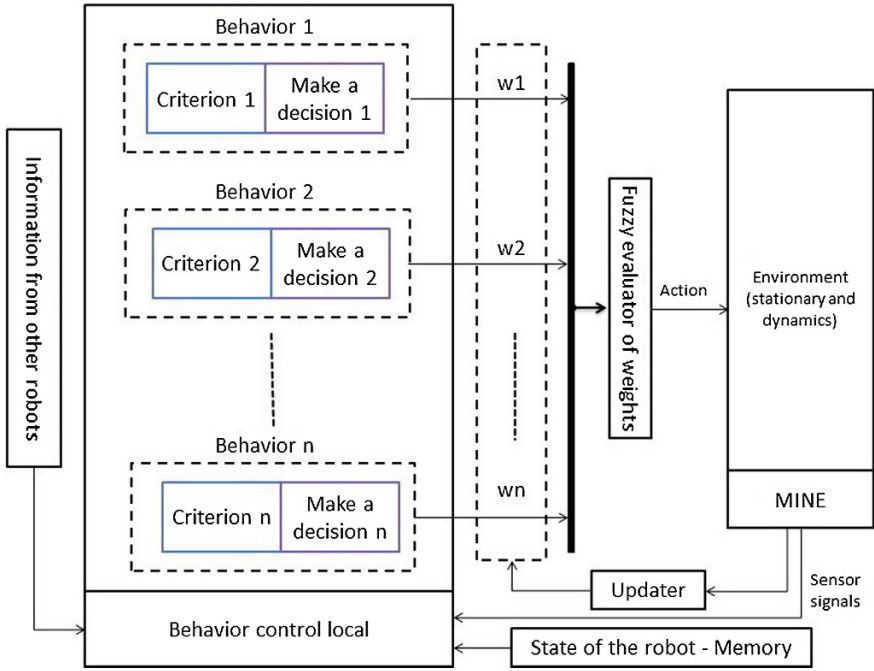 Behavior 1
Criterion 1
Make a
decision 1
w1
Behavior 2
Criterion 2
Make a
decision 2
w2
Behavior n
Criterion n
Make a
decision n
wn
Information from other robots
Behavior control local
Fuzzy evaluator
of weights
Action
Environment
(stationary and
dynamics)
MINE
Updater
Sensor
signals
State of the robot - Memory